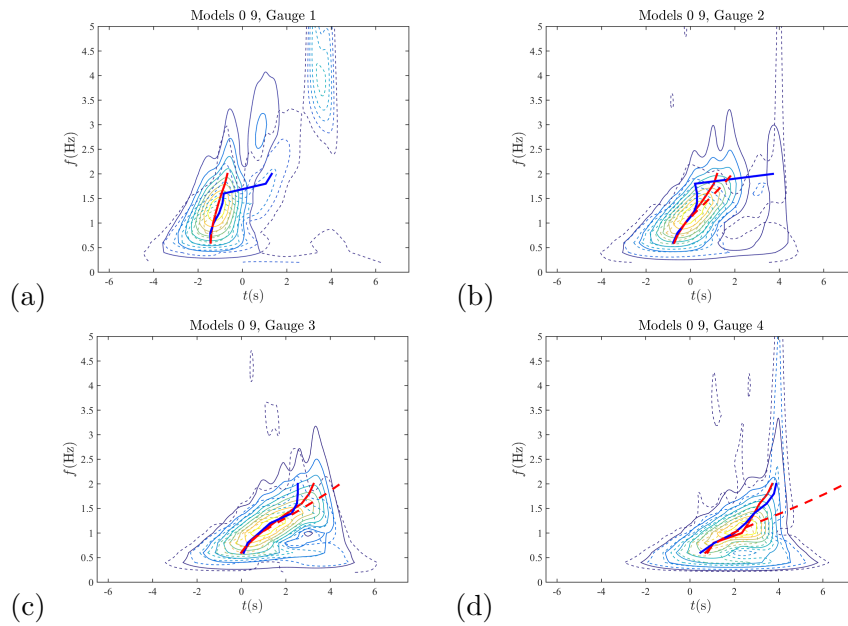 Models 0 9, Gauge 1
5
4.5
4
3.5
3
2.5
2
1.5
1
0.5
0
f (Hz)
-6 -4 -2 0 2 4 6
t(s)
(a)
Models 0 9, Gauge 2
5
4.5
4
3.5
3
2.5
2
1.5
1
0.5
0
f (Hz)
-6 -4 -2 0 2 4 6
t(s)
(b)
Models 0 9, Gauge 3
5
4.5
4
3.5
3
2.5
2
1.5
1
0.5
0
f (Hz)
-6 -4 -2 0 2 4 6
t(s)
(c)
Models 0 9, Gauge 4
5
4.5
4
3.5
3
2.5
2
1.5
1
0.5
0
f (Hz)
-6 -4 -2 0 2 4 6
t(s)
(d)